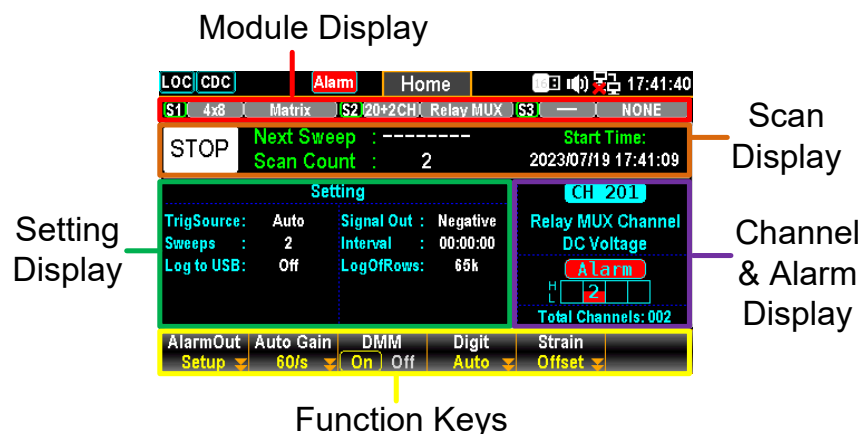 Module Display
LOC CDC Alarm Home 17:41:40
S1 4x8 Matrix S2 20+2CH Relay MUX S3 — NONE
STOP
Next Sweep : --------
Scan Count : 2
Start Time:
2023/07/19 17:41:09
Scan
Display
Setting
Display
Setting
TrigSource: Auto Signal Out : Negative
Sweeps : 2 Interval : 00:00:00
Log to USB: Off LogOfRows: 65k
CH 201
Relay MUX Channel
DC Voltage
Alarm
H
L 2
Total Channels: 002
Channel
& Alarm
Display
AlarmOut Auto Gain DMM Digit Strain
Setup 60/s On Off Auto Offset
Function Keys